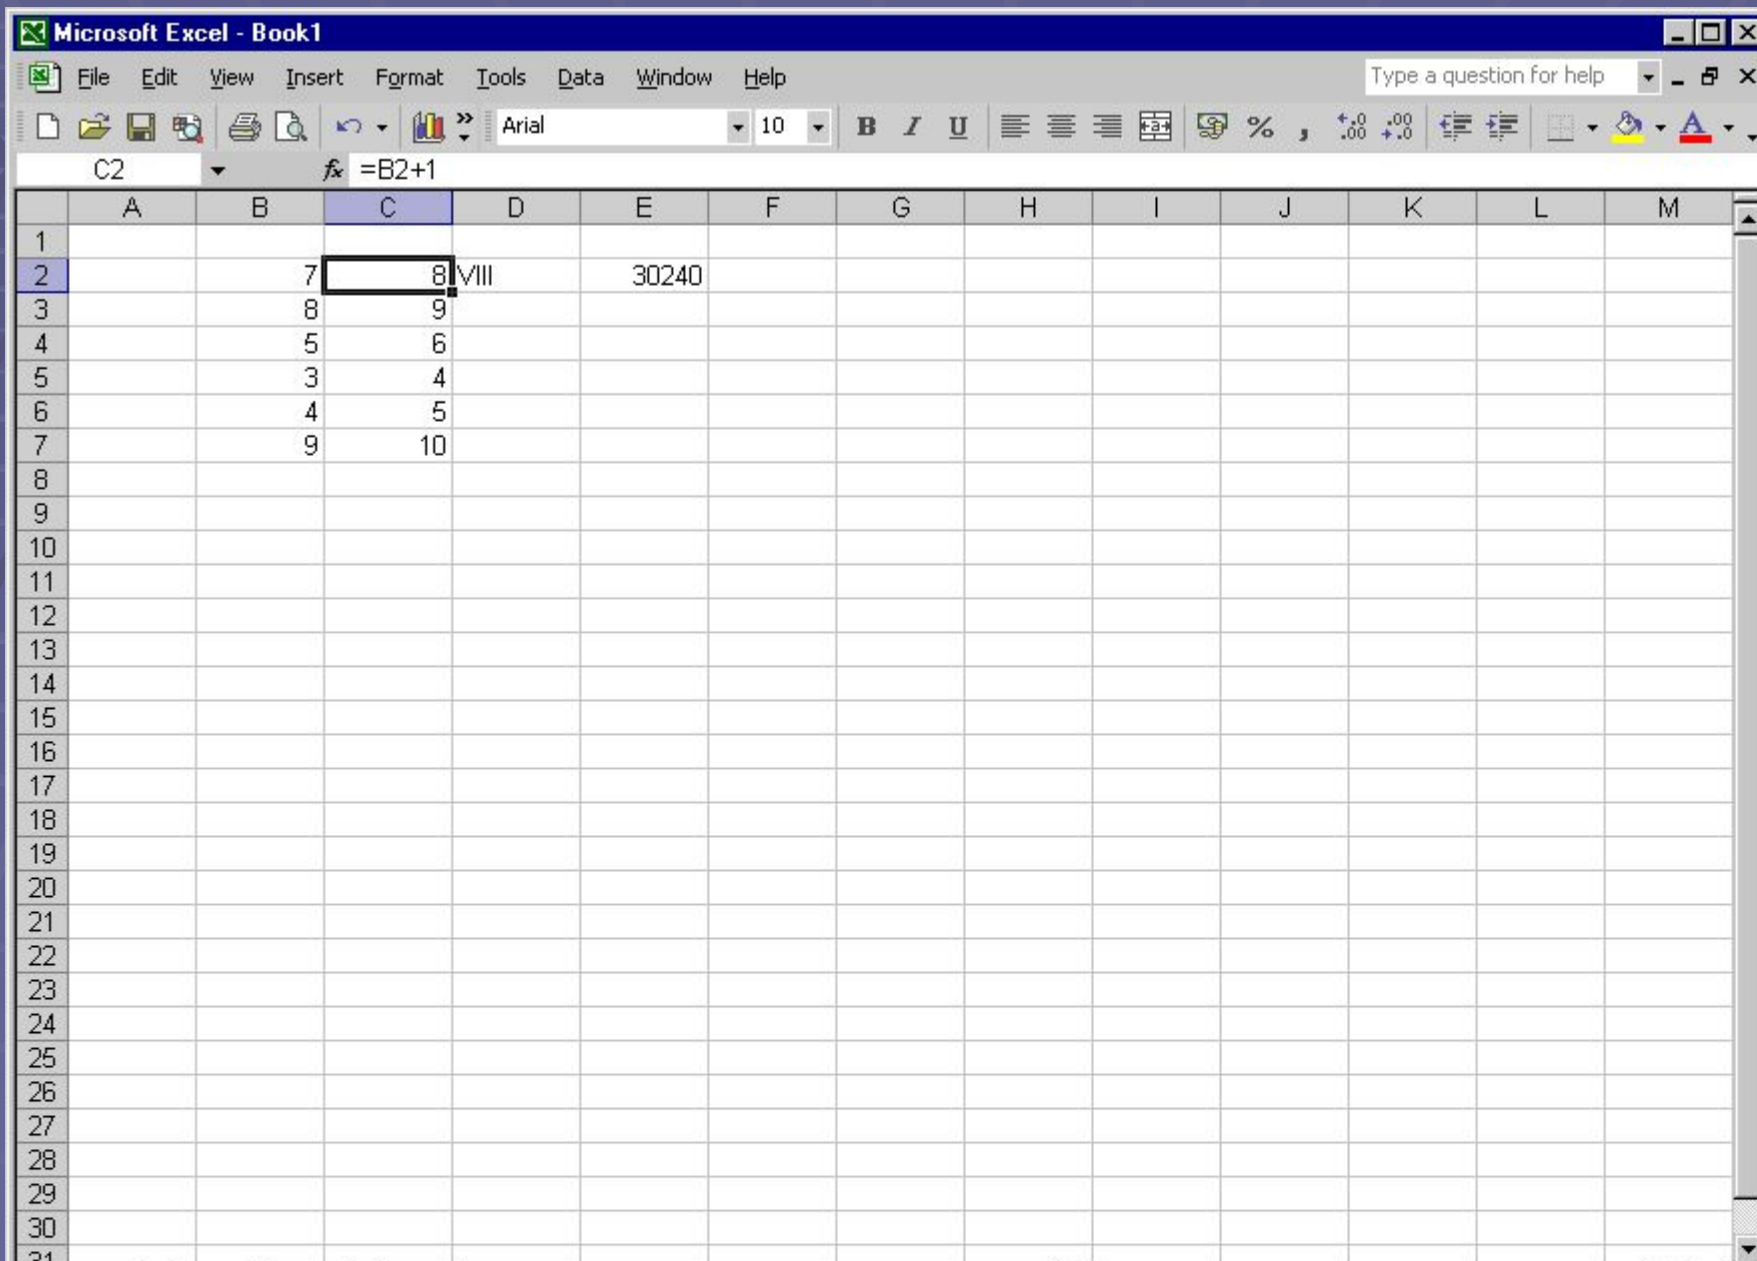 Microsoft Excel - Book1
File Edit View Insert Format Tools Data Window Help Type a question for help
Arial 10 B I U % ,
C2 fx =B2+1
A B C D E F G H I J K L M
1
2 7 8 VIII 30240
3 8 9
4 5 6
5 3 4
6 4 5
7 9 10
8
9
10
11
12
13
14
15
16
17
18
19
20
21
22
23
24
25
26
27
28
29
30